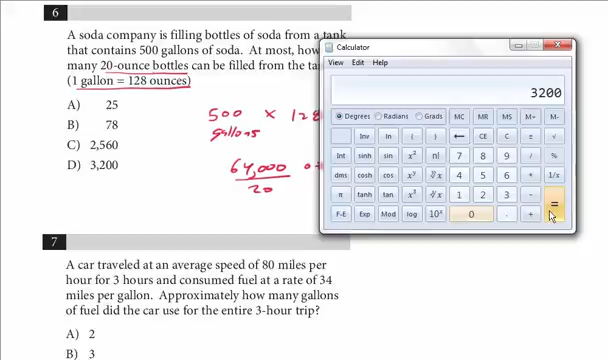 6
A soda company is filling bottles of soda from a tank
that contains 500 gallons of soda. At most, how
many 20-ounce bottles can be filled from the
(1 gallon = 128 ounces)
A) 25
B) 78
C) 2,560
D) 3,200
500 × 128
gallons
64,000
20
Calculator
View Edit Help
3200
Degrees Radians Grads MC MR MS M+ M-
Inv ln ( ) ← CE C ± √
Int sinh sin x² n! 7 8 9 / %
dms cosh cos xʸ ʸ√x 4 5 6 * 1/x
π tanh tan x³ ³√x 1 2 3 - =
F-E Exp Mod log 10ˣ 0 . +
7
A car traveled at an average speed of 80 miles per
hour for 3 hours and consumed fuel at a rate of 34
miles per gallon. Approximately how many gallons
of fuel did the car use for the entire 3-hour trip?
A) 2
B) 3